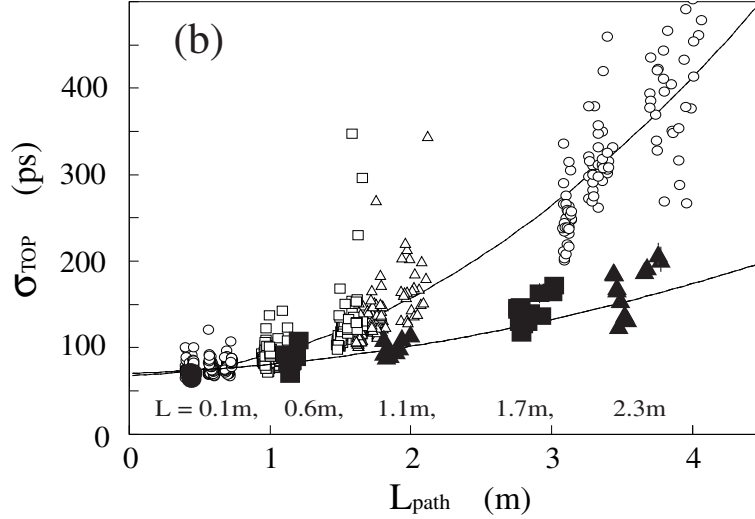 (b)
400
300
200
100
0
σTOP (ps)
L = 0.1m, 0.6m, 1.1m, 1.7m, 2.3m
0 1 2 3 4
Lpath (m)